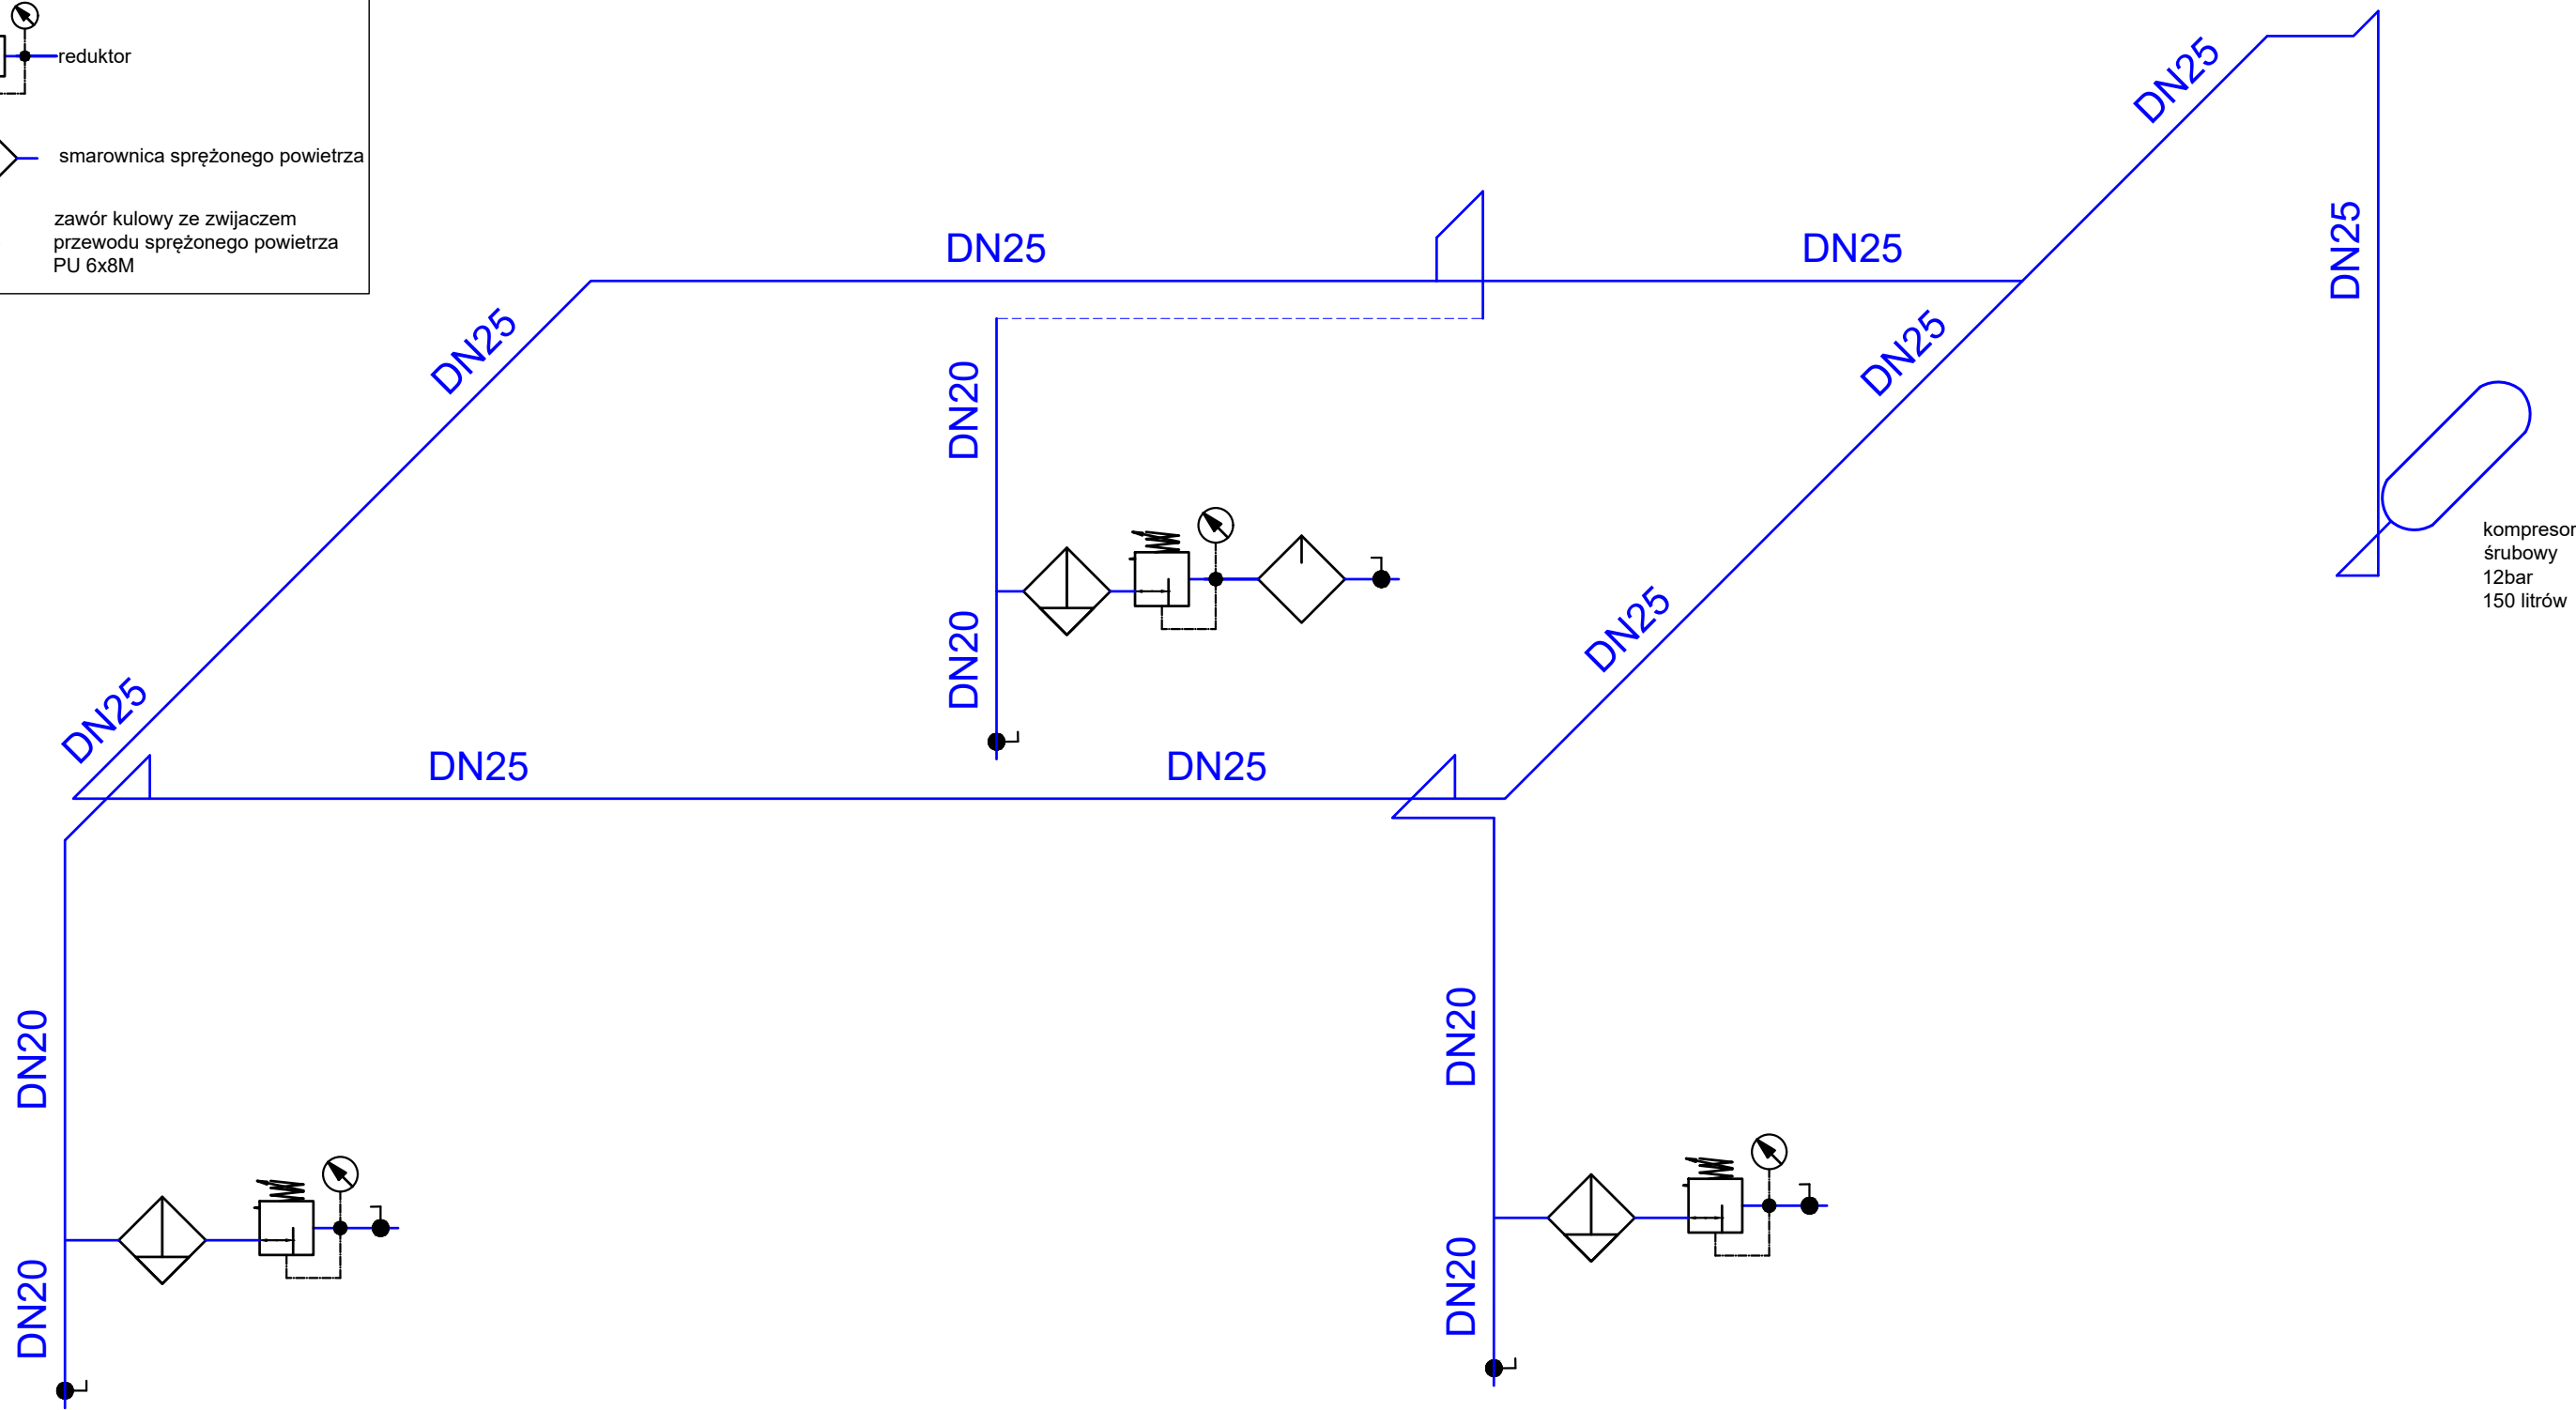 reduktor
smarownica sprężonego powietrza
zawór kulowy ze zwijaczem
przewodu sprężonego powietrza
PU 6x8M
DN25
DN25
DN25
DN25
DN25
DN25
DN20
kompresor
śrubowy
12bar
150 litrów
DN25
DN20
DN25
DN25
DN25
DN20
DN20
DN20
DN20